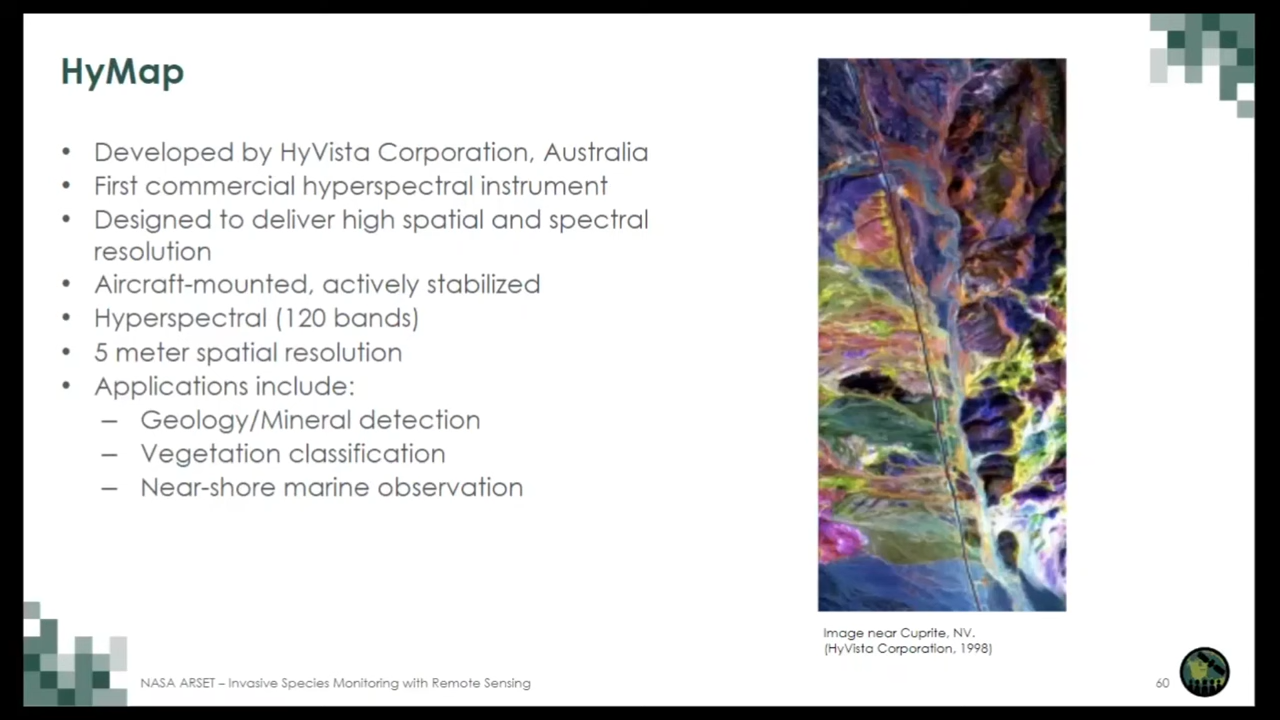 HyMap
• Developed by HyVista Corporation, Australia
• First commercial hyperspectral instrument
• Designed to deliver high spatial and spectral
resolution
• Aircraft-mounted, actively stabilized
• Hyperspectral (120 bands)
• 5 meter spatial resolution
• Applications include:
– Geology/Mineral detection
– Vegetation classification
– Near-shore marine observation
Image near Cuprite, NV.
(HyVista Corporation, 1998)
NASA ARSET – Invasive Species Monitoring with Remote Sensing
60